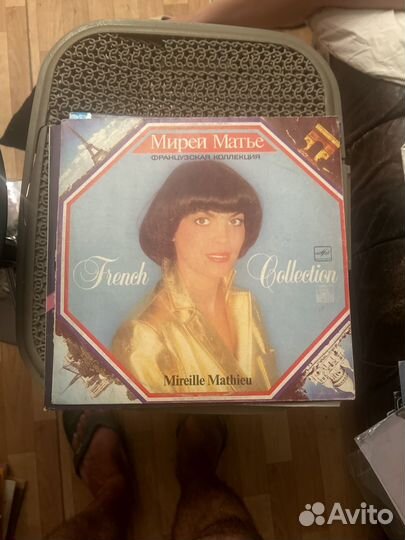 Мирей Матье
ФРАНЦУЗСКАЯ КОЛЛЕКЦИЯ
French Collection
Mireille Mathieu
Avito